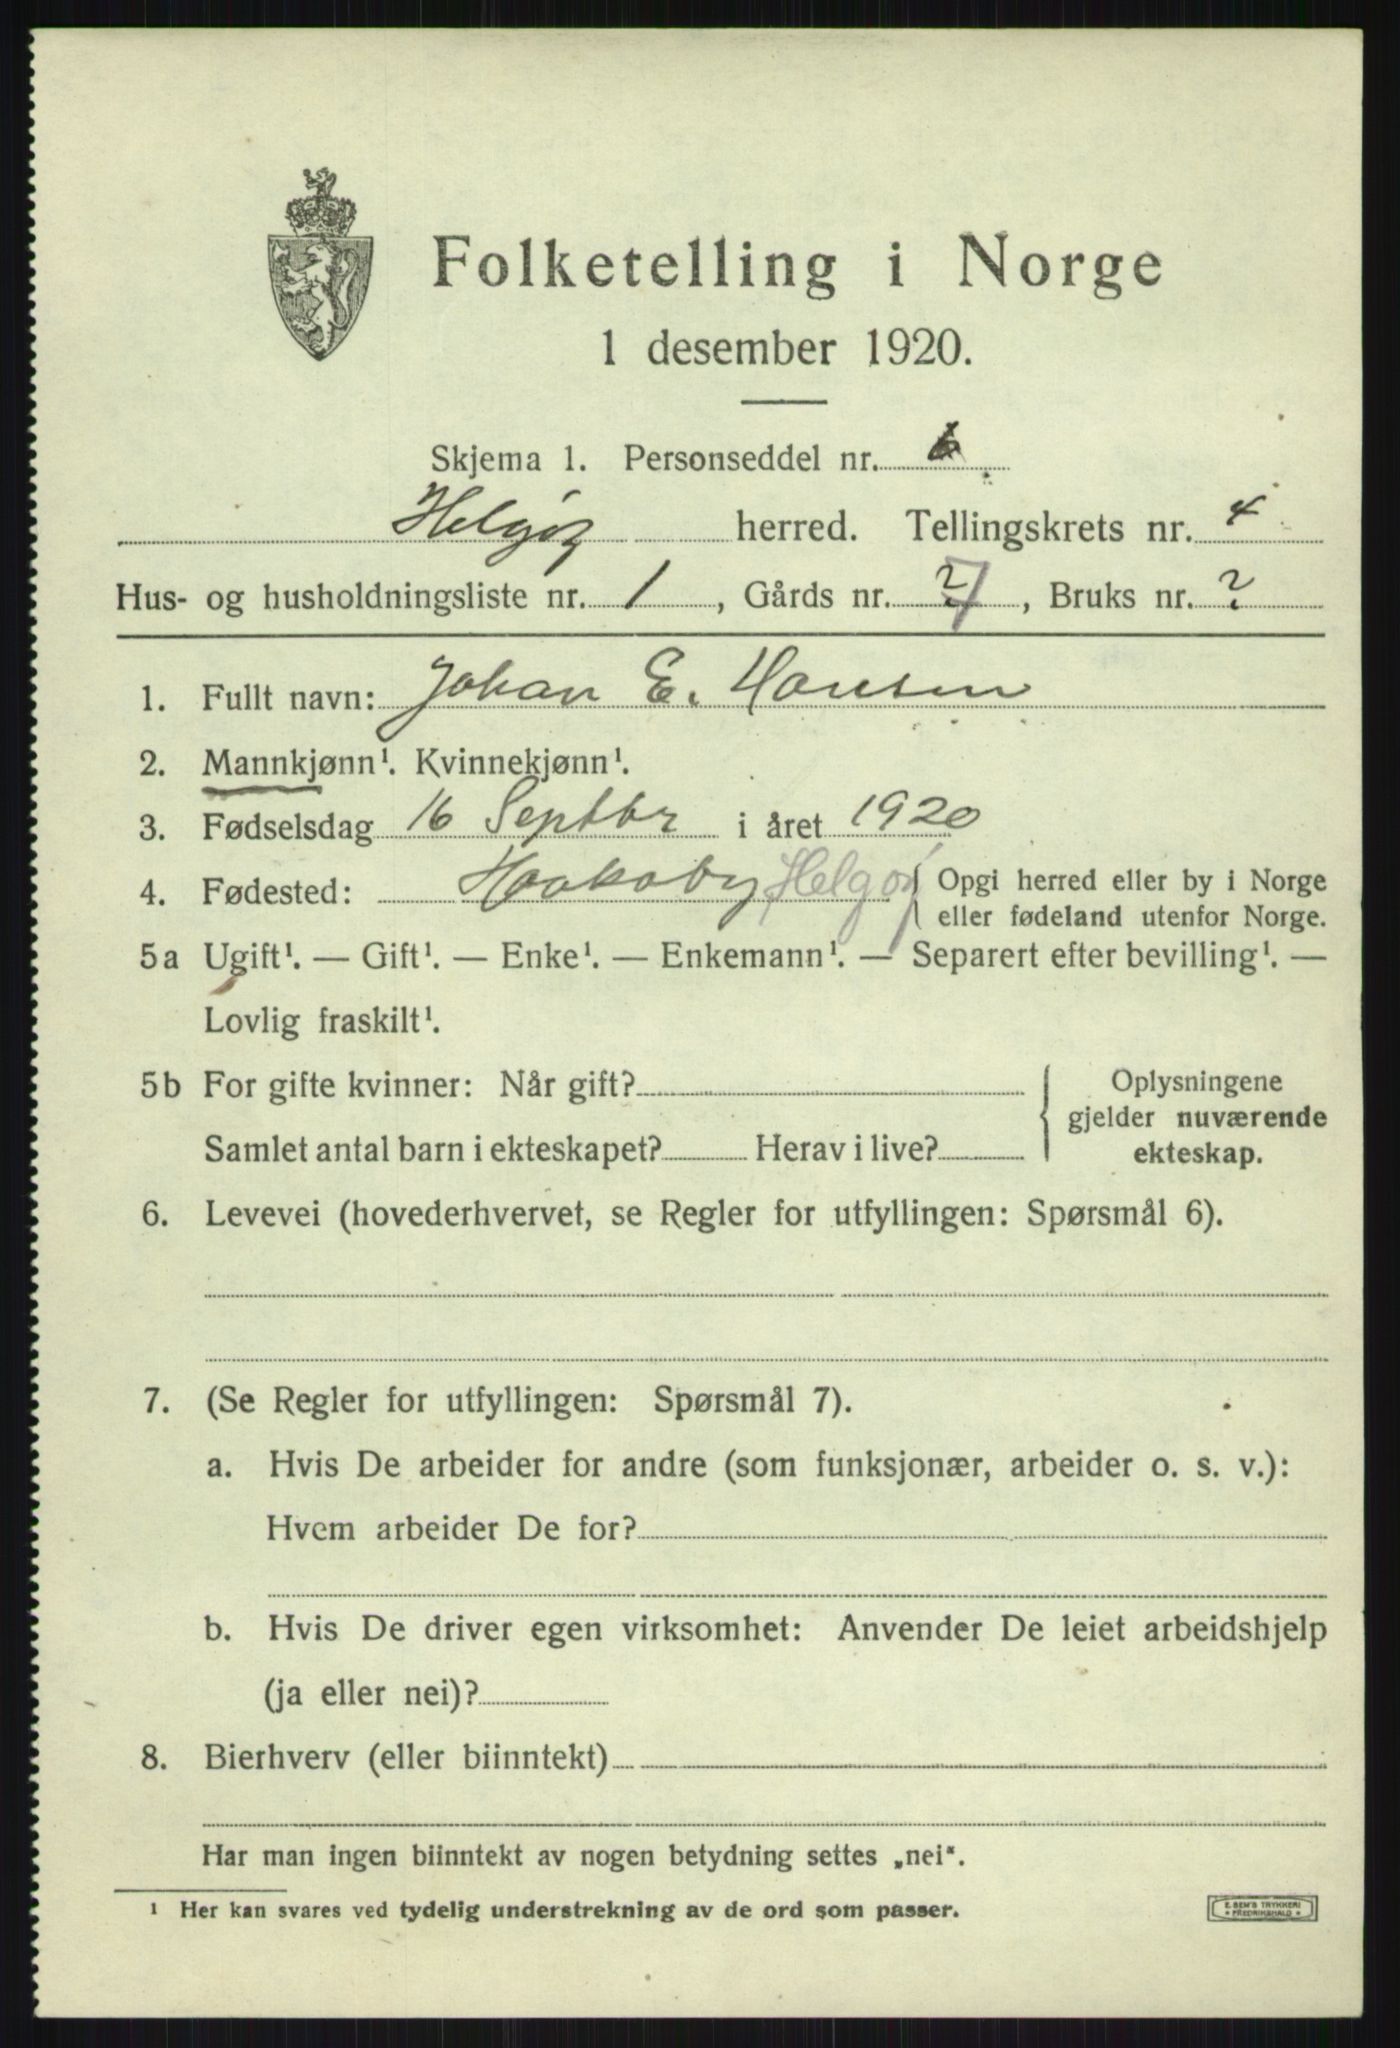 Folketelling i Norge
1 desember 1920.
Skjema 1. Personseddel nr. 6
Helgøy herred. Tellingskrets nr. 4
Hus- og husholdningsliste nr. 1, Gårds nr. ? 7, Bruks nr. ?
1. Fullt navn: Johan E. Hansen
2. Mannkjønn¹. Kvinnekjønn¹.
3. Fødselsdag 16 Septbr i året 1920
4. Fødested: Haakoby Helgøy { Opgi herred eller by i Norge
eller fødeland utenfor Norge.
5a Ugift¹. — Gift¹. — Enke¹. — Enkemann¹. — Separert efter bevilling¹. —
Lovlig fraskilt¹.
5b For gifte kvinner: Når gift? { Oplysningene
gjelder nuværende
Samlet antal barn i ekteskapet? Herav i live? ekteskap.
6. Levevei (hovederhvervet, se Regler for utfyllingen: Spørsmål 6).
7. (Se Regler for utfyllingen: Spørsmål 7).
a. Hvis De arbeider for andre (som funksjonær, arbeider o. s. v.):
Hvem arbeider De for?
b. Hvis De driver egen virksomhet: Anvender De leiet arbeidshjelp
(ja eller nei)?
8. Bierhverv (eller biinntekt)
Har man ingen biinntekt av nogen betydning settes „nei".
¹ Her kan svares ved tydelig understrekning av de ord som passer.
E. SEM'S TRYKKERI
* FREDRIKSHALD *